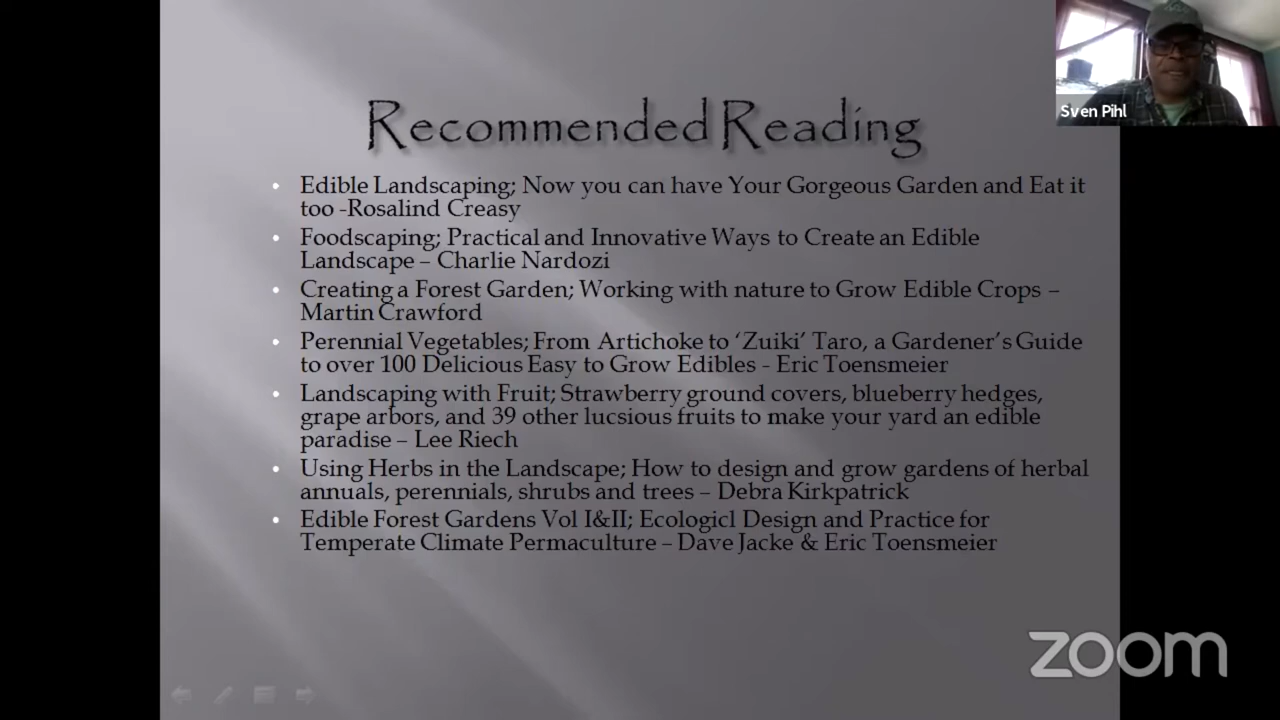 Recommended Reading
Edible Landscaping; Now you can have Your Gorgeous Garden and Eat it
too -Rosalind Creasy
Foodscaping; Practical and Innovative Ways to Create an Edible
Landscape – Charlie Nardozi
Creating a Forest Garden; Working with nature to Grow Edible Crops –
Martin Crawford
Perennial Vegetables; From Artichoke to ‘Zuiki’ Taro, a Gardener’s Guide
to over 100 Delicious Easy to Grow Edibles - Eric Toensmeier
Landscaping with Fruit; Strawberry ground covers, blueberry hedges,
grape arbors, and 39 other lucsious fruits to make your yard an edible
paradise – Lee Riech
Using Herbs in the Landscape; How to design and grow gardens of herbal
annuals, perennials, shrubs and trees – Debra Kirkpatrick
Edible Forest Gardens Vol I&II; Ecologicl Design and Practice for
Temperate Climate Permaculture – Dave Jacke & Eric Toensmeier
Sven Pihl
zoom